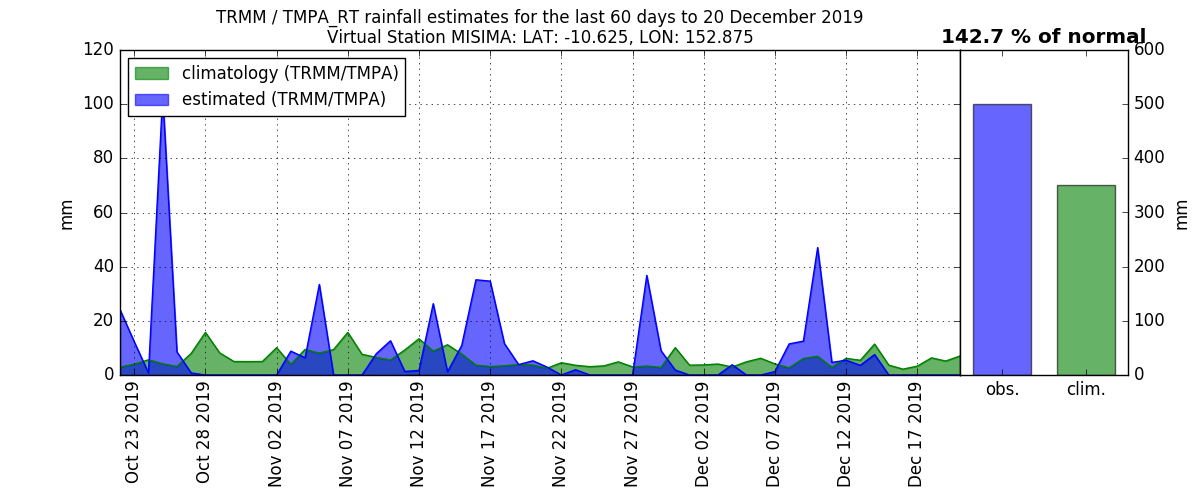 TRMM / TMPA_RT rainfall estimates for the last 60 days to 20 December 2019
Virtual Station MISIMA: LAT: -10.625, LON: 152.875
142.7 % of normal
climatology (TRMM/TMPA)
estimated (TRMM/TMPA)
120
100
80
60
40
20
0
mm
Oct 23 2019
Oct 28 2019
Nov 02 2019
Nov 07 2019
Nov 12 2019
Nov 17 2019
Nov 22 2019
Nov 27 2019
Dec 02 2019
Dec 07 2019
Dec 12 2019
Dec 17 2019
obs.
clim.
600
500
400
300
200
100
0
mm